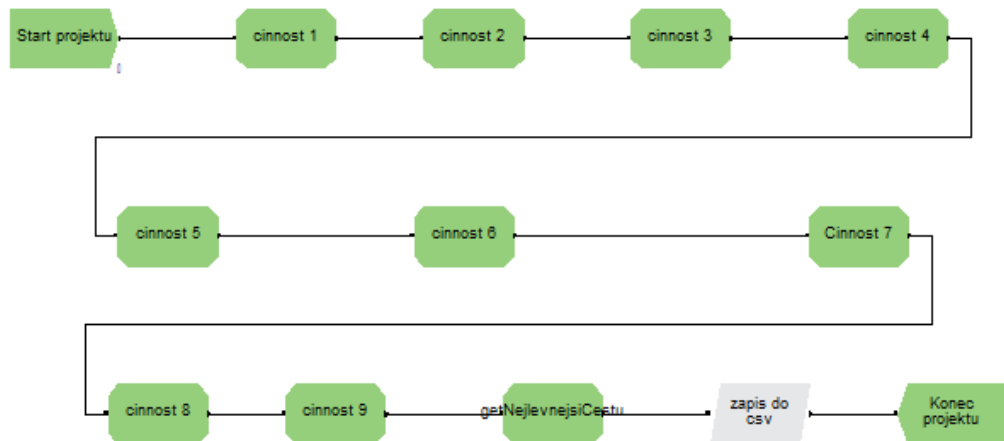 Start projektu
cinnost 1
cinnost 2
cinnost 3
cinnost 4
cinnost 5
cinnost 6
Cinnost 7
cinnost 8
cinnost 9
getNejlevnejsiCestu
zapis do
csv
Konec
projektu